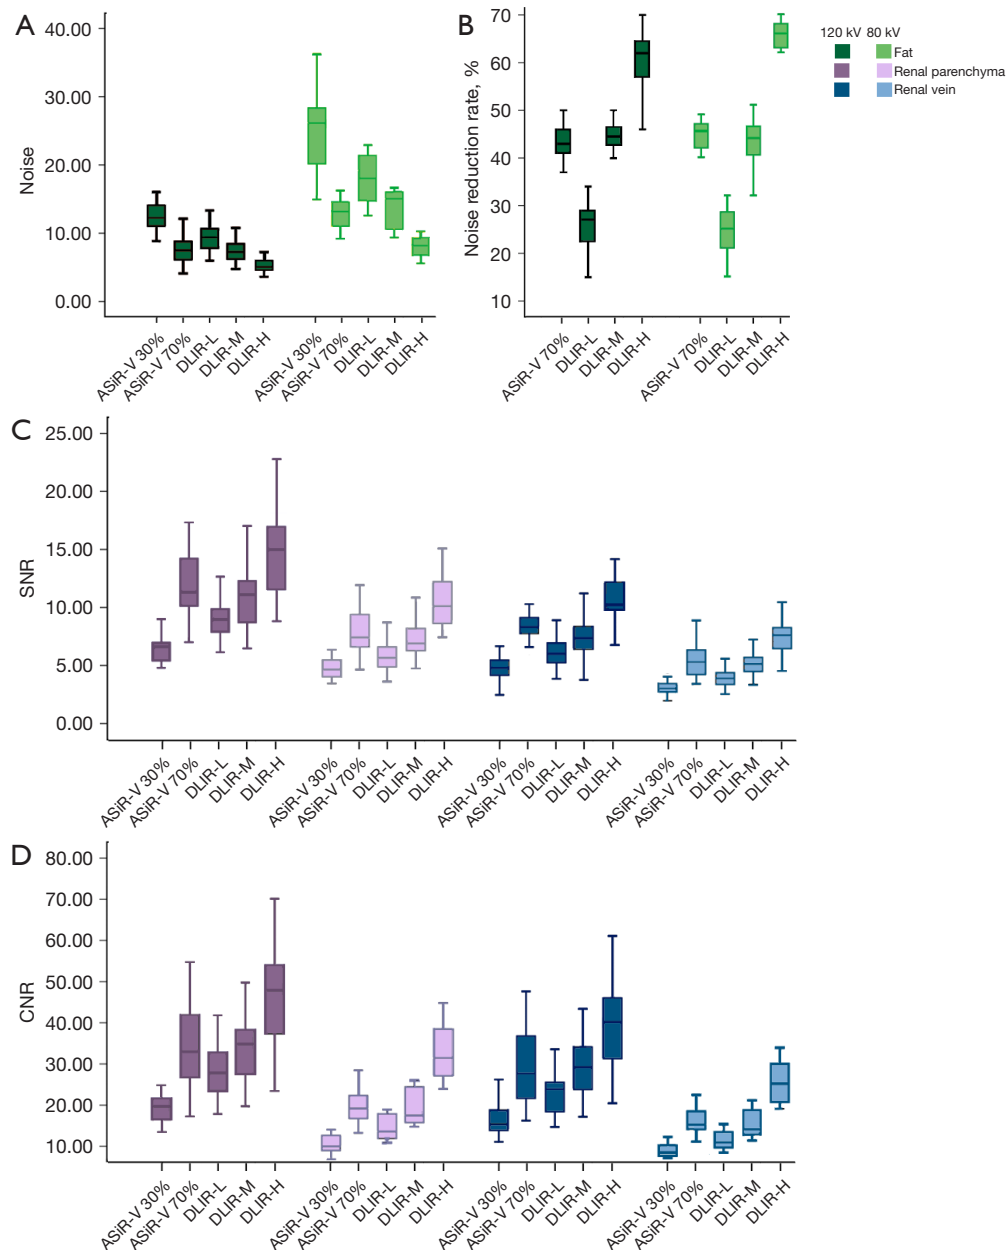 A
40.00
30.00
20.00
10.00
0.00
Noise
ASiR-V 30%
ASiR-V 70%
DLIR-L
DLIR-M
DLIR-H
ASiR-V 30%
ASiR-V 70%
DLIR-L
DLIR-M
DLIR-H
B
70
60
50
40
30
20
10
Noise reduction rate, %
ASiR-V 70%
DLIR-L
DLIR-M
DLIR-H
ASiR-V 70%
DLIR-L
DLIR-M
DLIR-H
120 kV 80 kV
Fat
Renal parenchyma
Renal vein
C
25.00
20.00
15.00
10.00
5.00
0.00
SNR
ASiR-V 30%
ASiR-V 70%
DLIR-L
DLIR-M
DLIR-H
ASiR-V 30%
ASiR-V 70%
DLIR-L
DLIR-M
DLIR-H
ASiR-V 30%
ASiR-V 70%
DLIR-L
DLIR-M
DLIR-H
ASiR-V 30%
ASiR-V 70%
DLIR-L
DLIR-M
DLIR-H
D
80.00
70.00
60.00
50.00
40.00
30.00
20.00
10.00
CNR
ASiR-V 30%
ASiR-V 70%
DLIR-L
DLIR-M
DLIR-H
ASiR-V 30%
ASiR-V 70%
DLIR-L
DLIR-M
DLIR-H
ASiR-V 30%
ASiR-V 70%
DLIR-L
DLIR-M
DLIR-H
ASiR-V 30%
ASiR-V 70%
DLIR-L
DLIR-M
DLIR-H